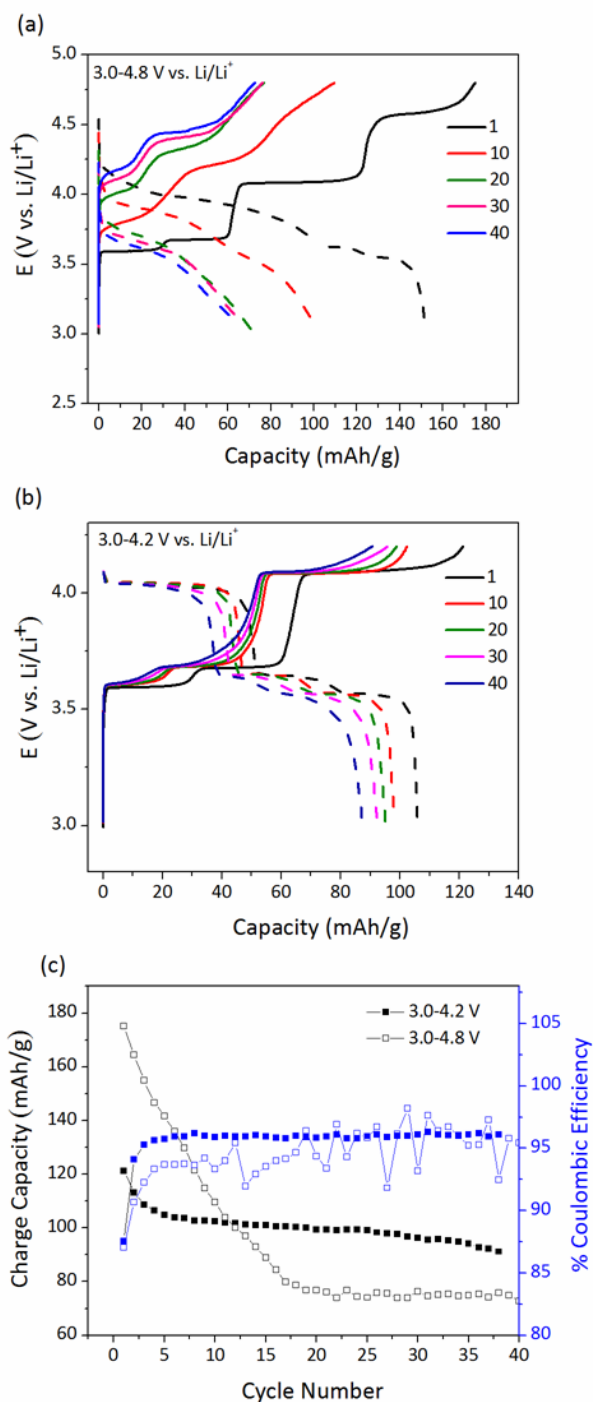 (a)
3.0-4.8 V vs. Li/Li⁺
5.0
4.5
4.0
3.5
3.0
2.5
E (V vs. Li/Li⁺)
1
10
20
30
40
0 20 40 60 80 100 120 140 160 180
Capacity (mAh/g)
(b)
3.0-4.2 V vs. Li/Li⁺
4.0
3.5
3.0
E (V vs. Li/Li⁺)
1
10
20
30
40
0 20 40 60 80 100 120 140
Capacity (mAh/g)
(c)
3.0-4.2 V
3.0-4.8 V
180
160
140
120
100
80
60
Charge Capacity (mAh/g)
105
100
95
90
85
80
% Coulombic Efficiency
0 5 10 15 20 25 30 35 40
Cycle Number